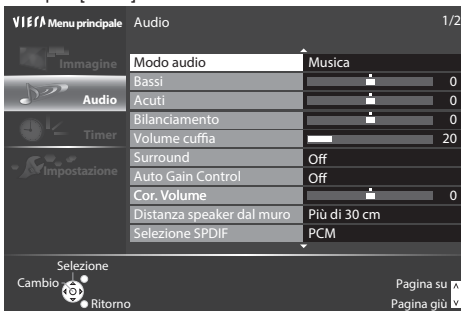 VIERA Menu principale Audio 1/2
Immagine
Audio
Timer
Impostazione
Modo audio Musica
Bassi 0
Acuti 0
Bilanciamento 0
Volume cuffia 20
Surround Off
Auto Gain Control Off
Cor. Volume 0
Distanza speaker dal muro Più di 30 cm
Selezione SPDIF PCM
Selezione
Cambio
Ritorno
Pagina su
Pagina giù